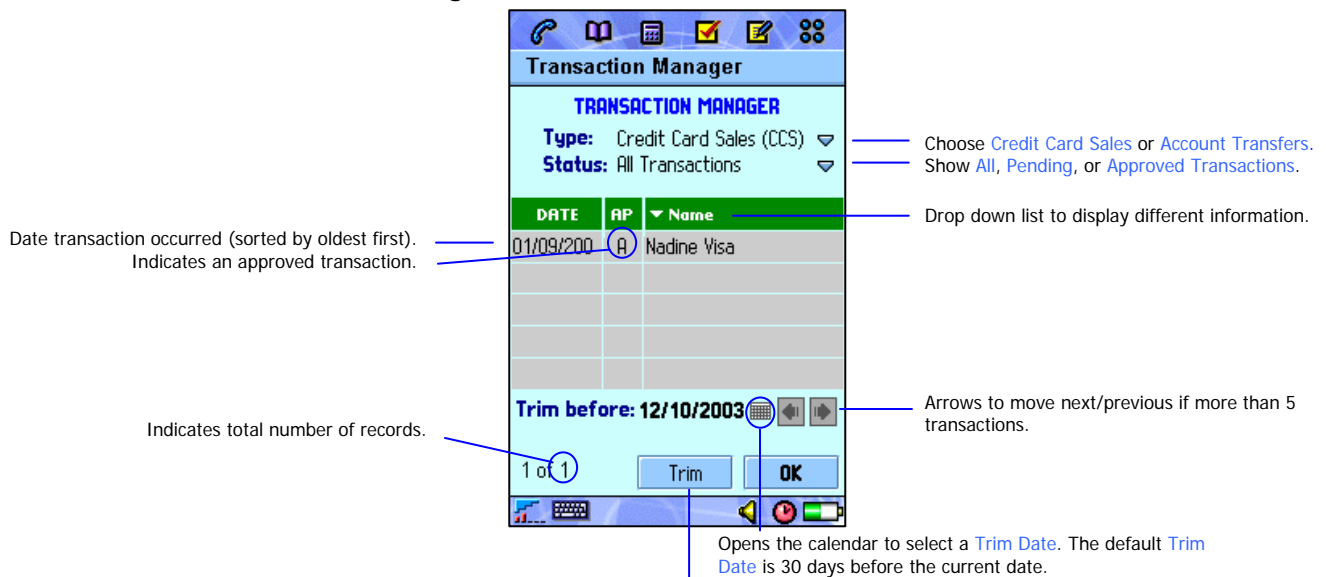 Transaction Manager
TRANSACTION MANAGER
Type: Credit Card Sales (CCS)
Status: All Transactions
Choose Credit Card Sales or Account Transfers.
Show All, Pending, or Approved Transactions.
DATE AP Name
Drop down list to display different information.
Date transaction occurred (sorted by oldest first).
Indicates an approved transaction.
01/09/200 A Nadine Visa
Trim before: 12/10/2003
Arrows to move next/previous if more than 5
transactions.
Indicates total number of records.
1 of 1
Trim
OK
Opens the calendar to select a Trim Date. The default Trim
Date is 30 days before the current date.